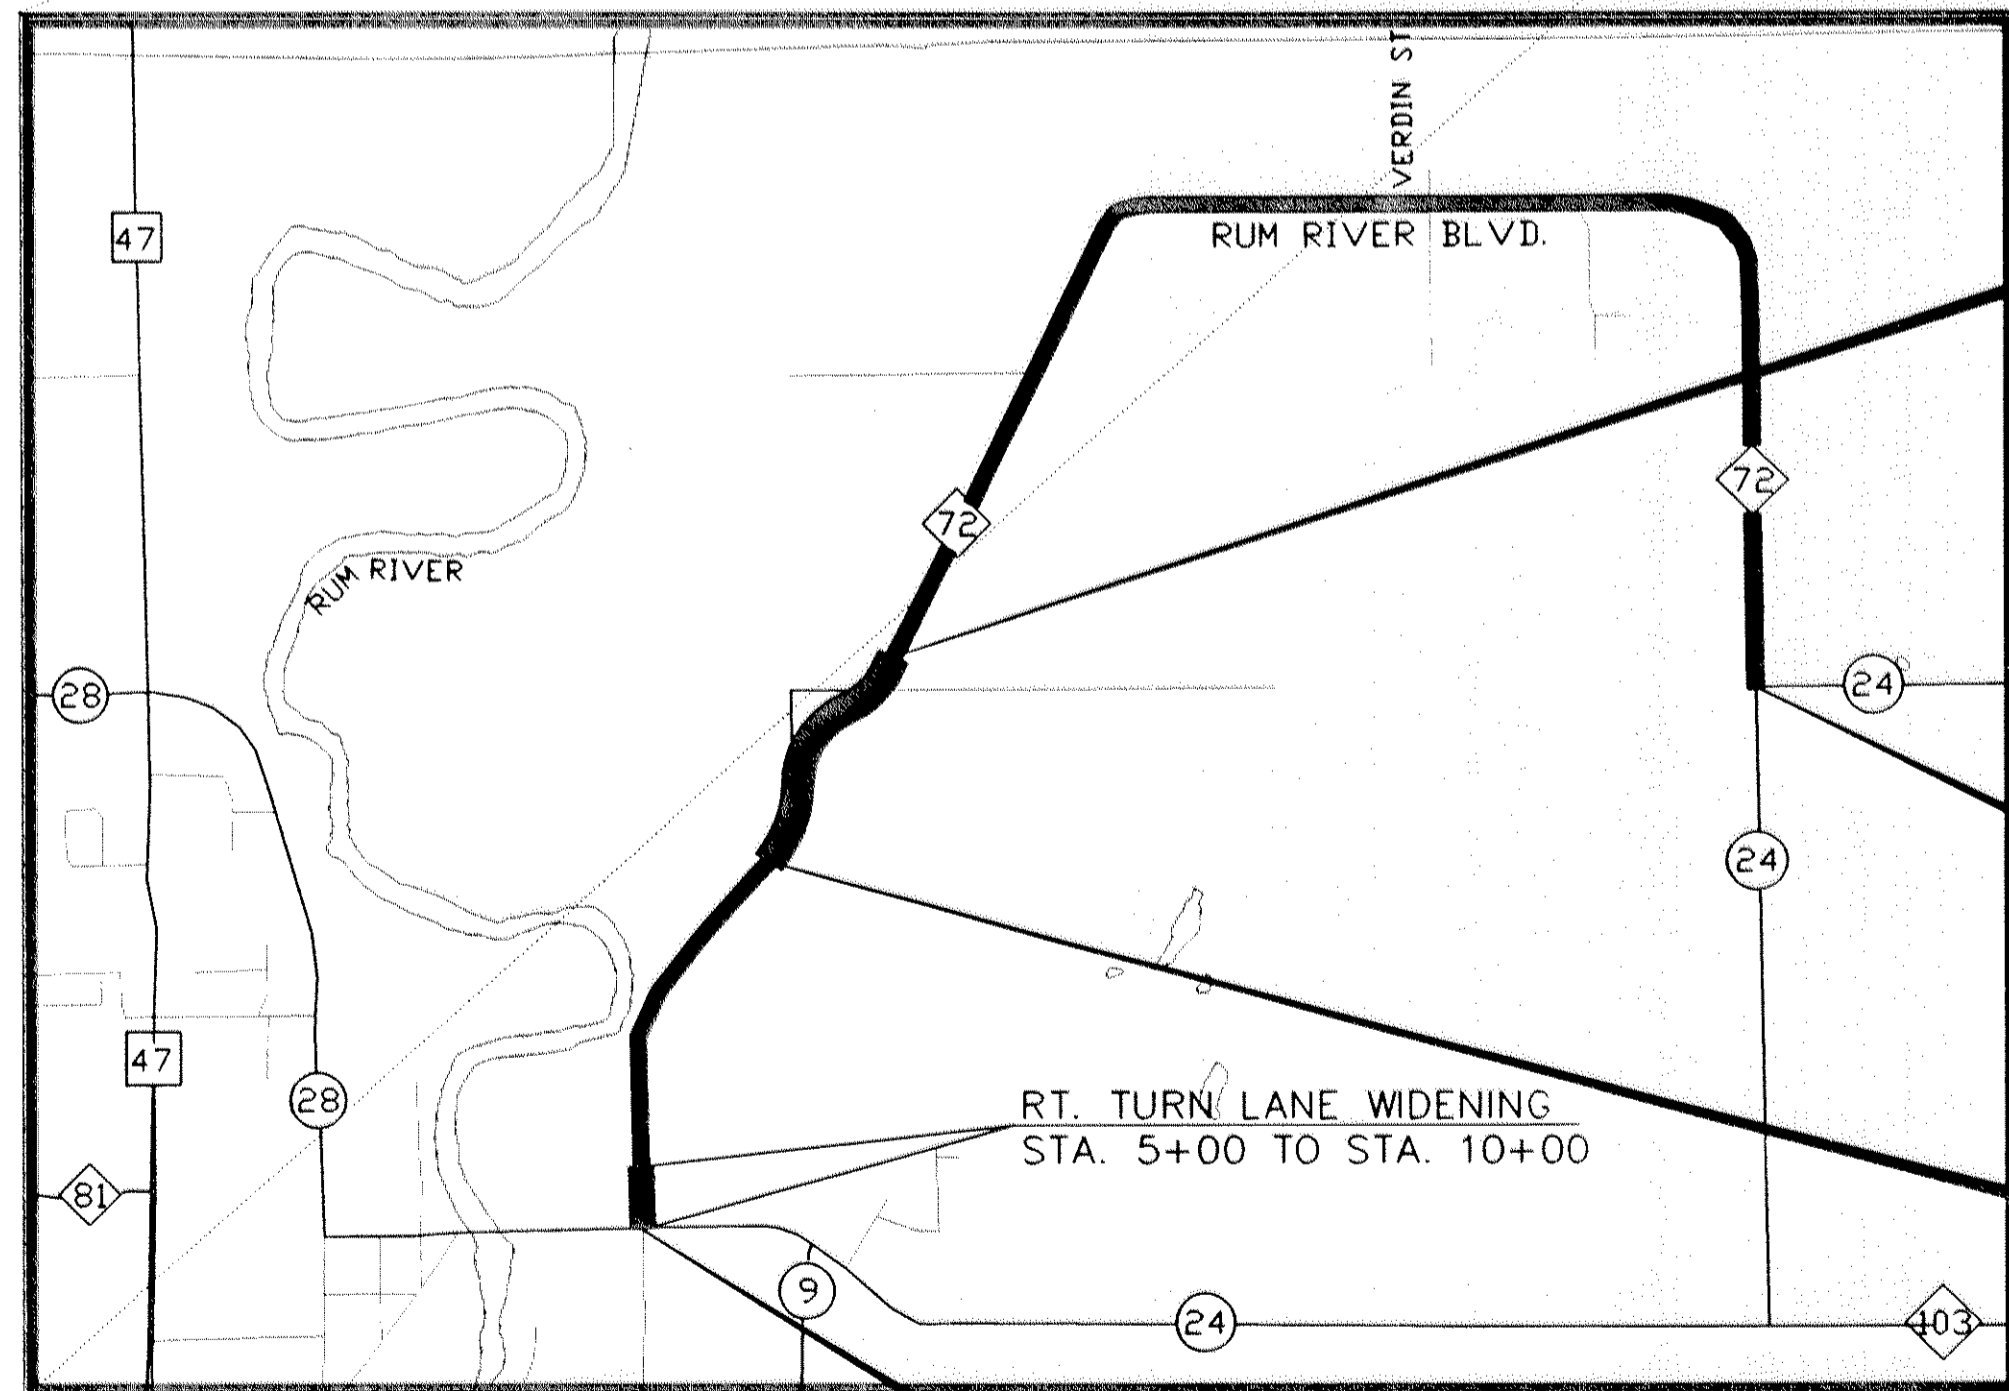 VERDIN ST
47
RUM RIVER BLVD.
72
72
RUM RIVER
28
24
24
47
28
RT. TURN LANE WIDENING
STA. 5+00 TO STA. 10+00
81
9
24
103